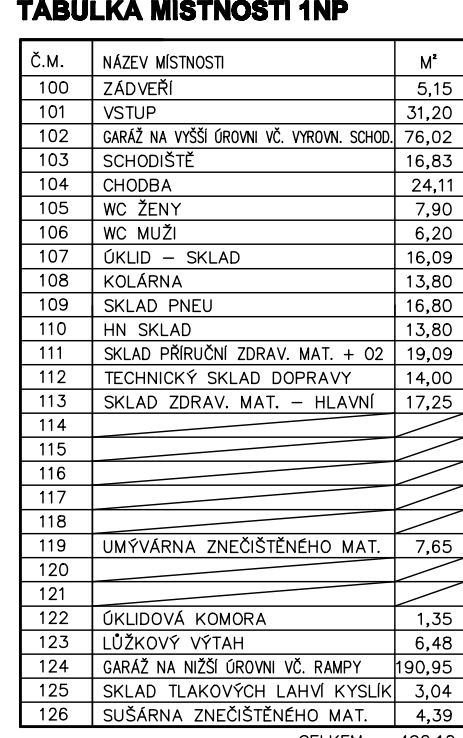 TABULKA MÍSTNOSTÍ 1NP
Č.M. NÁZEV MÍSTNOSTI M²
100 ZÁDVEŘÍ 5,15
101 VSTUP 31,20
102 GARÁŽ NA VYŠŠÍ ÚROVNI VČ. VYROVN. SCHOD. 76,02
103 SCHODIŠTĚ 16,83
104 CHODBA 24,11
105 WC ŽENY 7,90
106 WC MUŽI 6,20
107 ÚKLID – SKLAD 16,09
108 KOLÁRNA 13,80
109 SKLAD PNEU 16,80
110 HN SKLAD 13,80
111 SKLAD PŘÍRUČNÍ ZDRAV. MAT. + O2 19,09
112 TECHNICKÝ SKLAD DOPRAVY 14,00
113 SKLAD ZDRAV. MAT. – HLAVNÍ 17,25
114
115
116
117
118
119 UMÝVÁRNA ZNEČIŠTĚNÉHO MAT. 7,65
120
121
122 ÚKLIDOVÁ KOMORA 1,35
123 LŮŽKOVÝ VÝTAH 6,48
124 GARÁŽ NA NIŽŠÍ ÚROVNI VČ. RAMPY 190,95
125 SKLAD TLAKOVÝCH LAHVÍ KYSLÍK 3,04
126 SUŠÁRNA ZNEČIŠTĚNÉHO MAT. 4,39
CELKEM